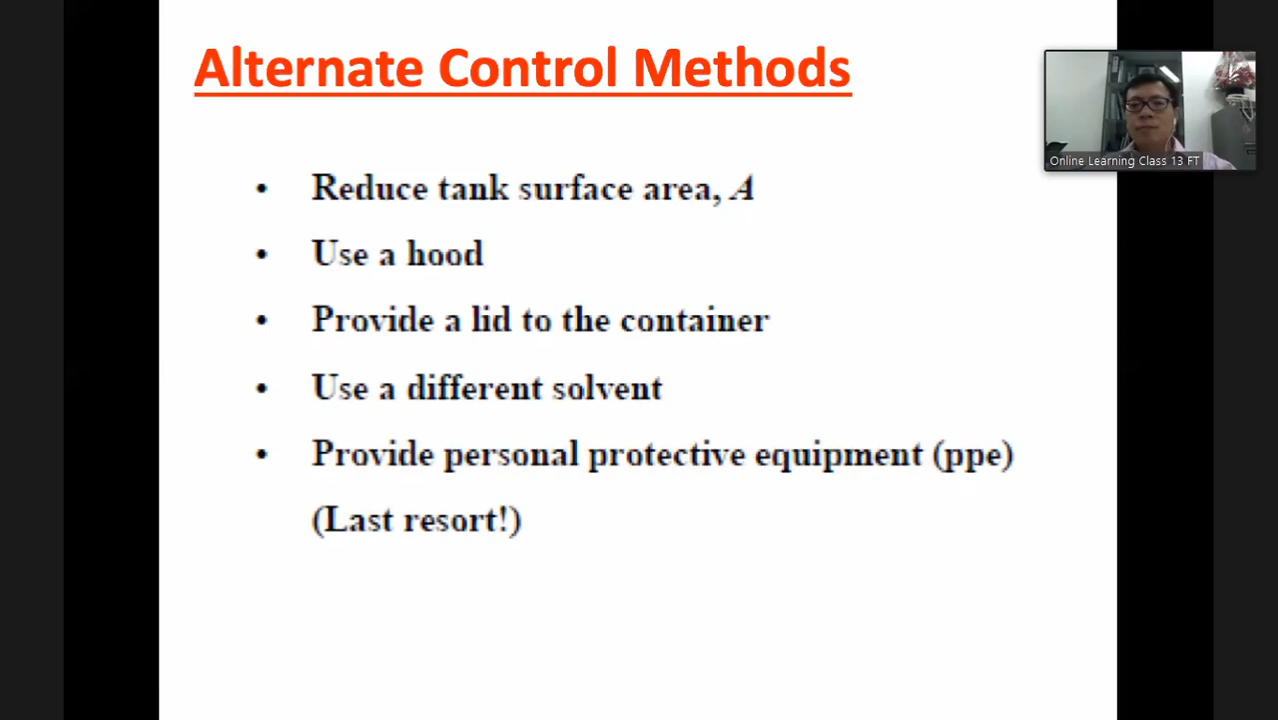 Alternate Control Methods
Online Learning Class 13 FT
• Reduce tank surface area, A
• Use a hood
• Provide a lid to the container
• Use a different solvent
• Provide personal protective equipment (ppe)
(Last resort!)